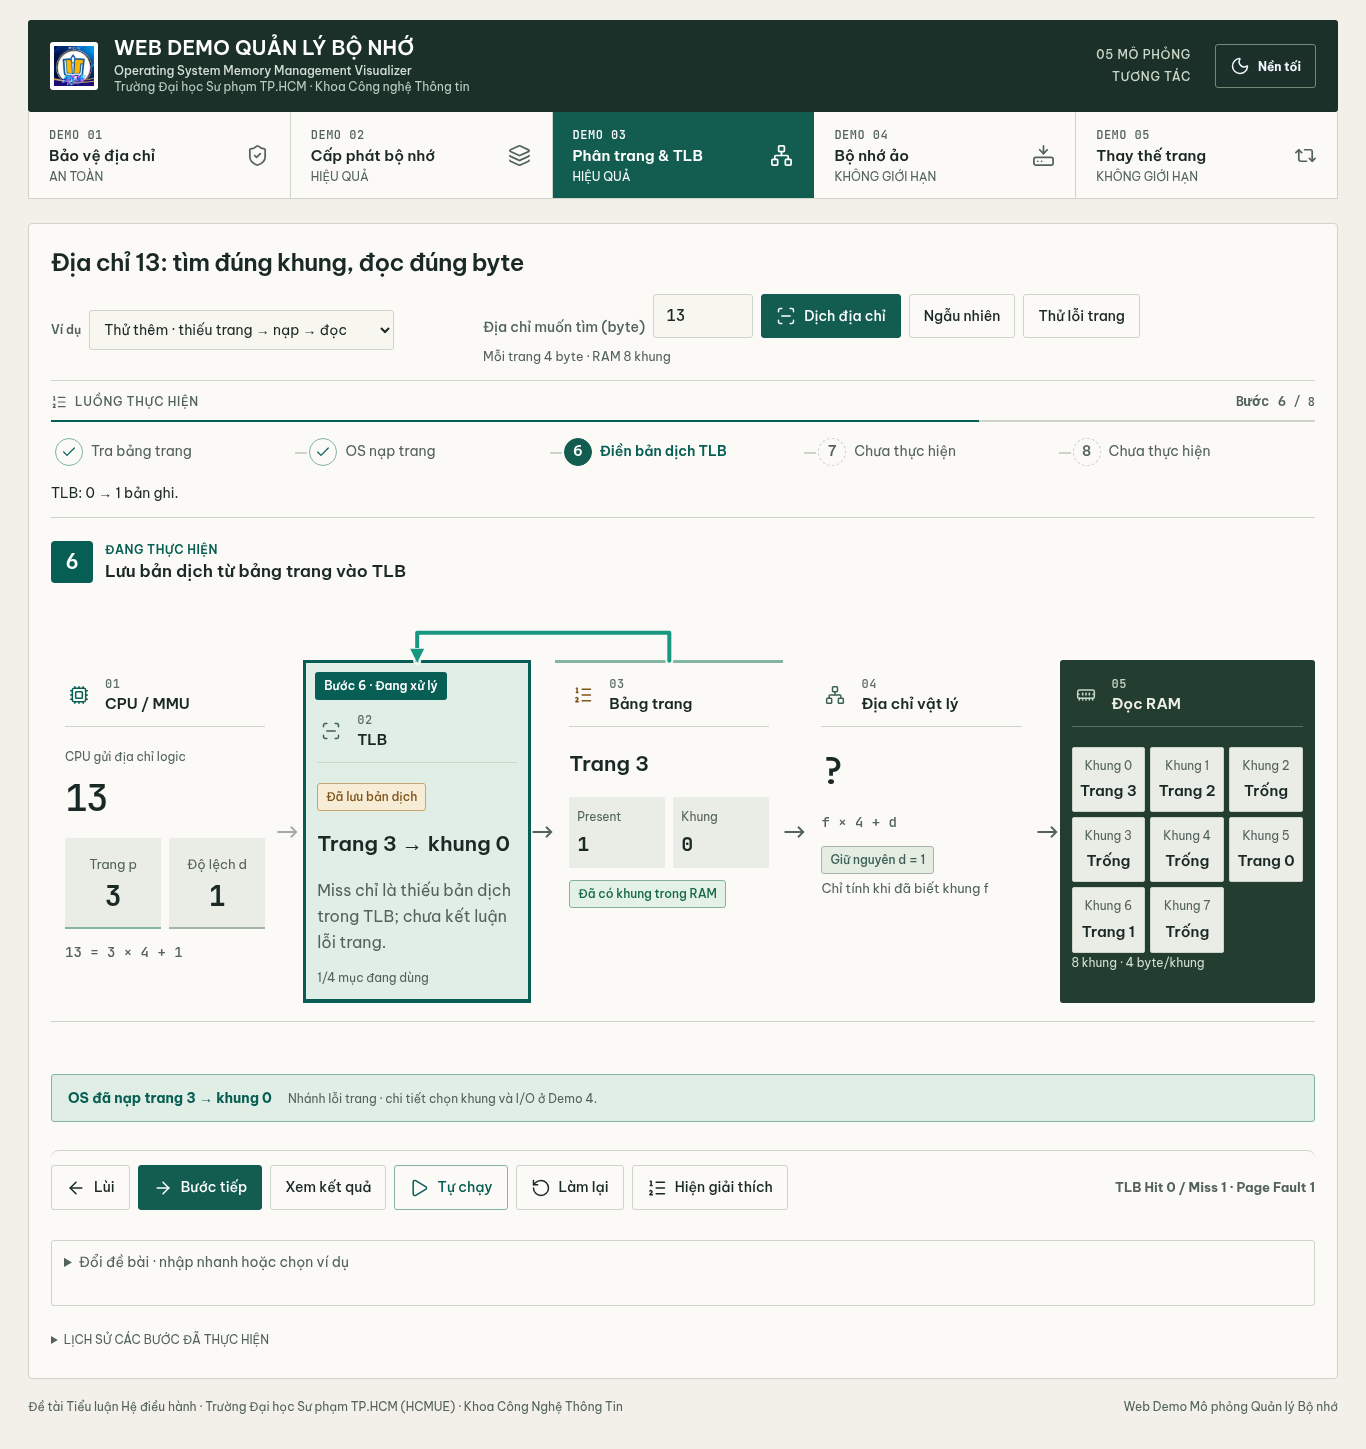 WEB DEMO QUẢN LÝ BỘ NHỚ
Operating System Memory Management Visualizer
Trường Đại học Sư phạm TP.HCM · Khoa Công nghệ Thông tin
05 MÔ PHỎNG
TƯƠNG TÁC
Nền tối
DEMO 01
Bảo vệ địa chỉ
AN TOÀN
DEMO 02
Cấp phát bộ nhớ
HIỆU QUẢ
DEMO 03
Phân trang & TLB
HIỆU QUẢ
DEMO 04
Bộ nhớ ảo
KHÔNG GIỚI HẠN
DEMO 05
Thay thế trang
KHÔNG GIỚI HẠN
Địa chỉ 13: tìm đúng khung, đọc đúng byte
Ví dụ
Thử thêm · thiếu trang → nạp → đọc
Địa chỉ muốn tìm (byte)
13
Dịch địa chỉ
Ngẫu nhiên
Thử lỗi trang
Mỗi trang 4 byte · RAM 8 khung
LUỒNG THỰC HIỆN
Bước 6 / 8
Tra bảng trang
OS nạp trang
6 Điền bản dịch TLB
7 Chưa thực hiện
8 Chưa thực hiện
TLB: 0 → 1 bản ghi.
6
ĐANG THỰC HIỆN
Lưu bản dịch từ bảng trang vào TLB
01
CPU / MMU
CPU gửi địa chỉ logic
13
Trang p
3
Độ lệch d
1
13 = 3 × 4 + 1
Bước 6 · Đang xử lý
02
TLB
Đã lưu bản dịch
Trang 3 → khung 0
Miss chỉ là thiếu bản dịch
trong TLB; chưa kết luận
lỗi trang.
1/4 mục đang dùng
03
Bảng trang
Trang 3
Present
1
Khung
0
Đã có khung trong RAM
04
Địa chỉ vật lý
?
f × 4 + d
Giữ nguyên d = 1
Chỉ tính khi đã biết khung f
05
Đọc RAM
Khung 0
Trang 3
Khung 1
Trang 2
Khung 2
Trống
Khung 3
Trống
Khung 4
Trống
Khung 5
Trang 0
Khung 6
Trang 1
Khung 7
Trống
8 khung · 4 byte/khung
OS đã nạp trang 3 → khung 0
Nhánh lỗi trang · chi tiết chọn khung và I/O ở Demo 4.
Lùi
Bước tiếp
Xem kết quả
Tự chạy
Làm lại
Hiện giải thích
TLB Hit 0 / Miss 1 · Page Fault 1
Đổi đề bài · nhập nhanh hoặc chọn ví dụ
LỊCH SỬ CÁC BƯỚC ĐÃ THỰC HIỆN
Đề tài Tiểu luận Hệ điều hành · Trường Đại học Sư phạm TP.HCM (HCMUE) · Khoa Công Nghệ Thông Tin
Web Demo Mô phỏng Quản lý Bộ nhớ